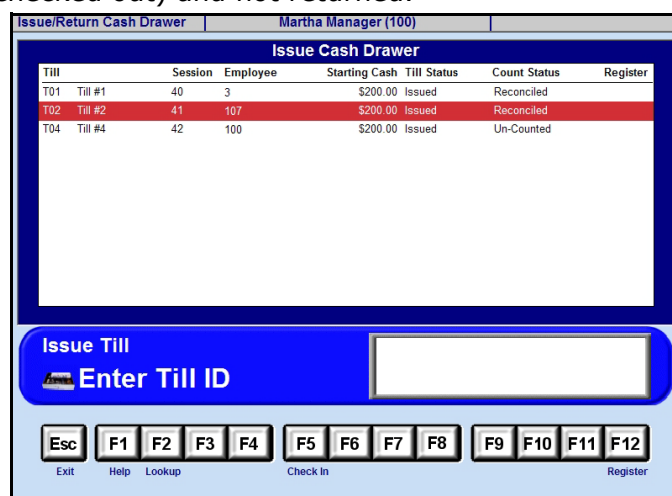 checked out) and not returned.
Issue/Return Cash Drawer Martha Manager (100)
Issue Cash Drawer
Till Session Employee Starting Cash Till Status Count Status Register
T01 Till #1 40 3 $200.00 Issued Reconciled
T02 Till #2 41 107 $200.00 Issued Reconciled
T04 Till #4 42 100 $200.00 Issued Un-Counted
Issue Till
Enter Till ID
Esc F1 F2 F3 F4 F5 F6 F7 F8 F9 F10 F11 F12
Exit Help Lookup Check In Register